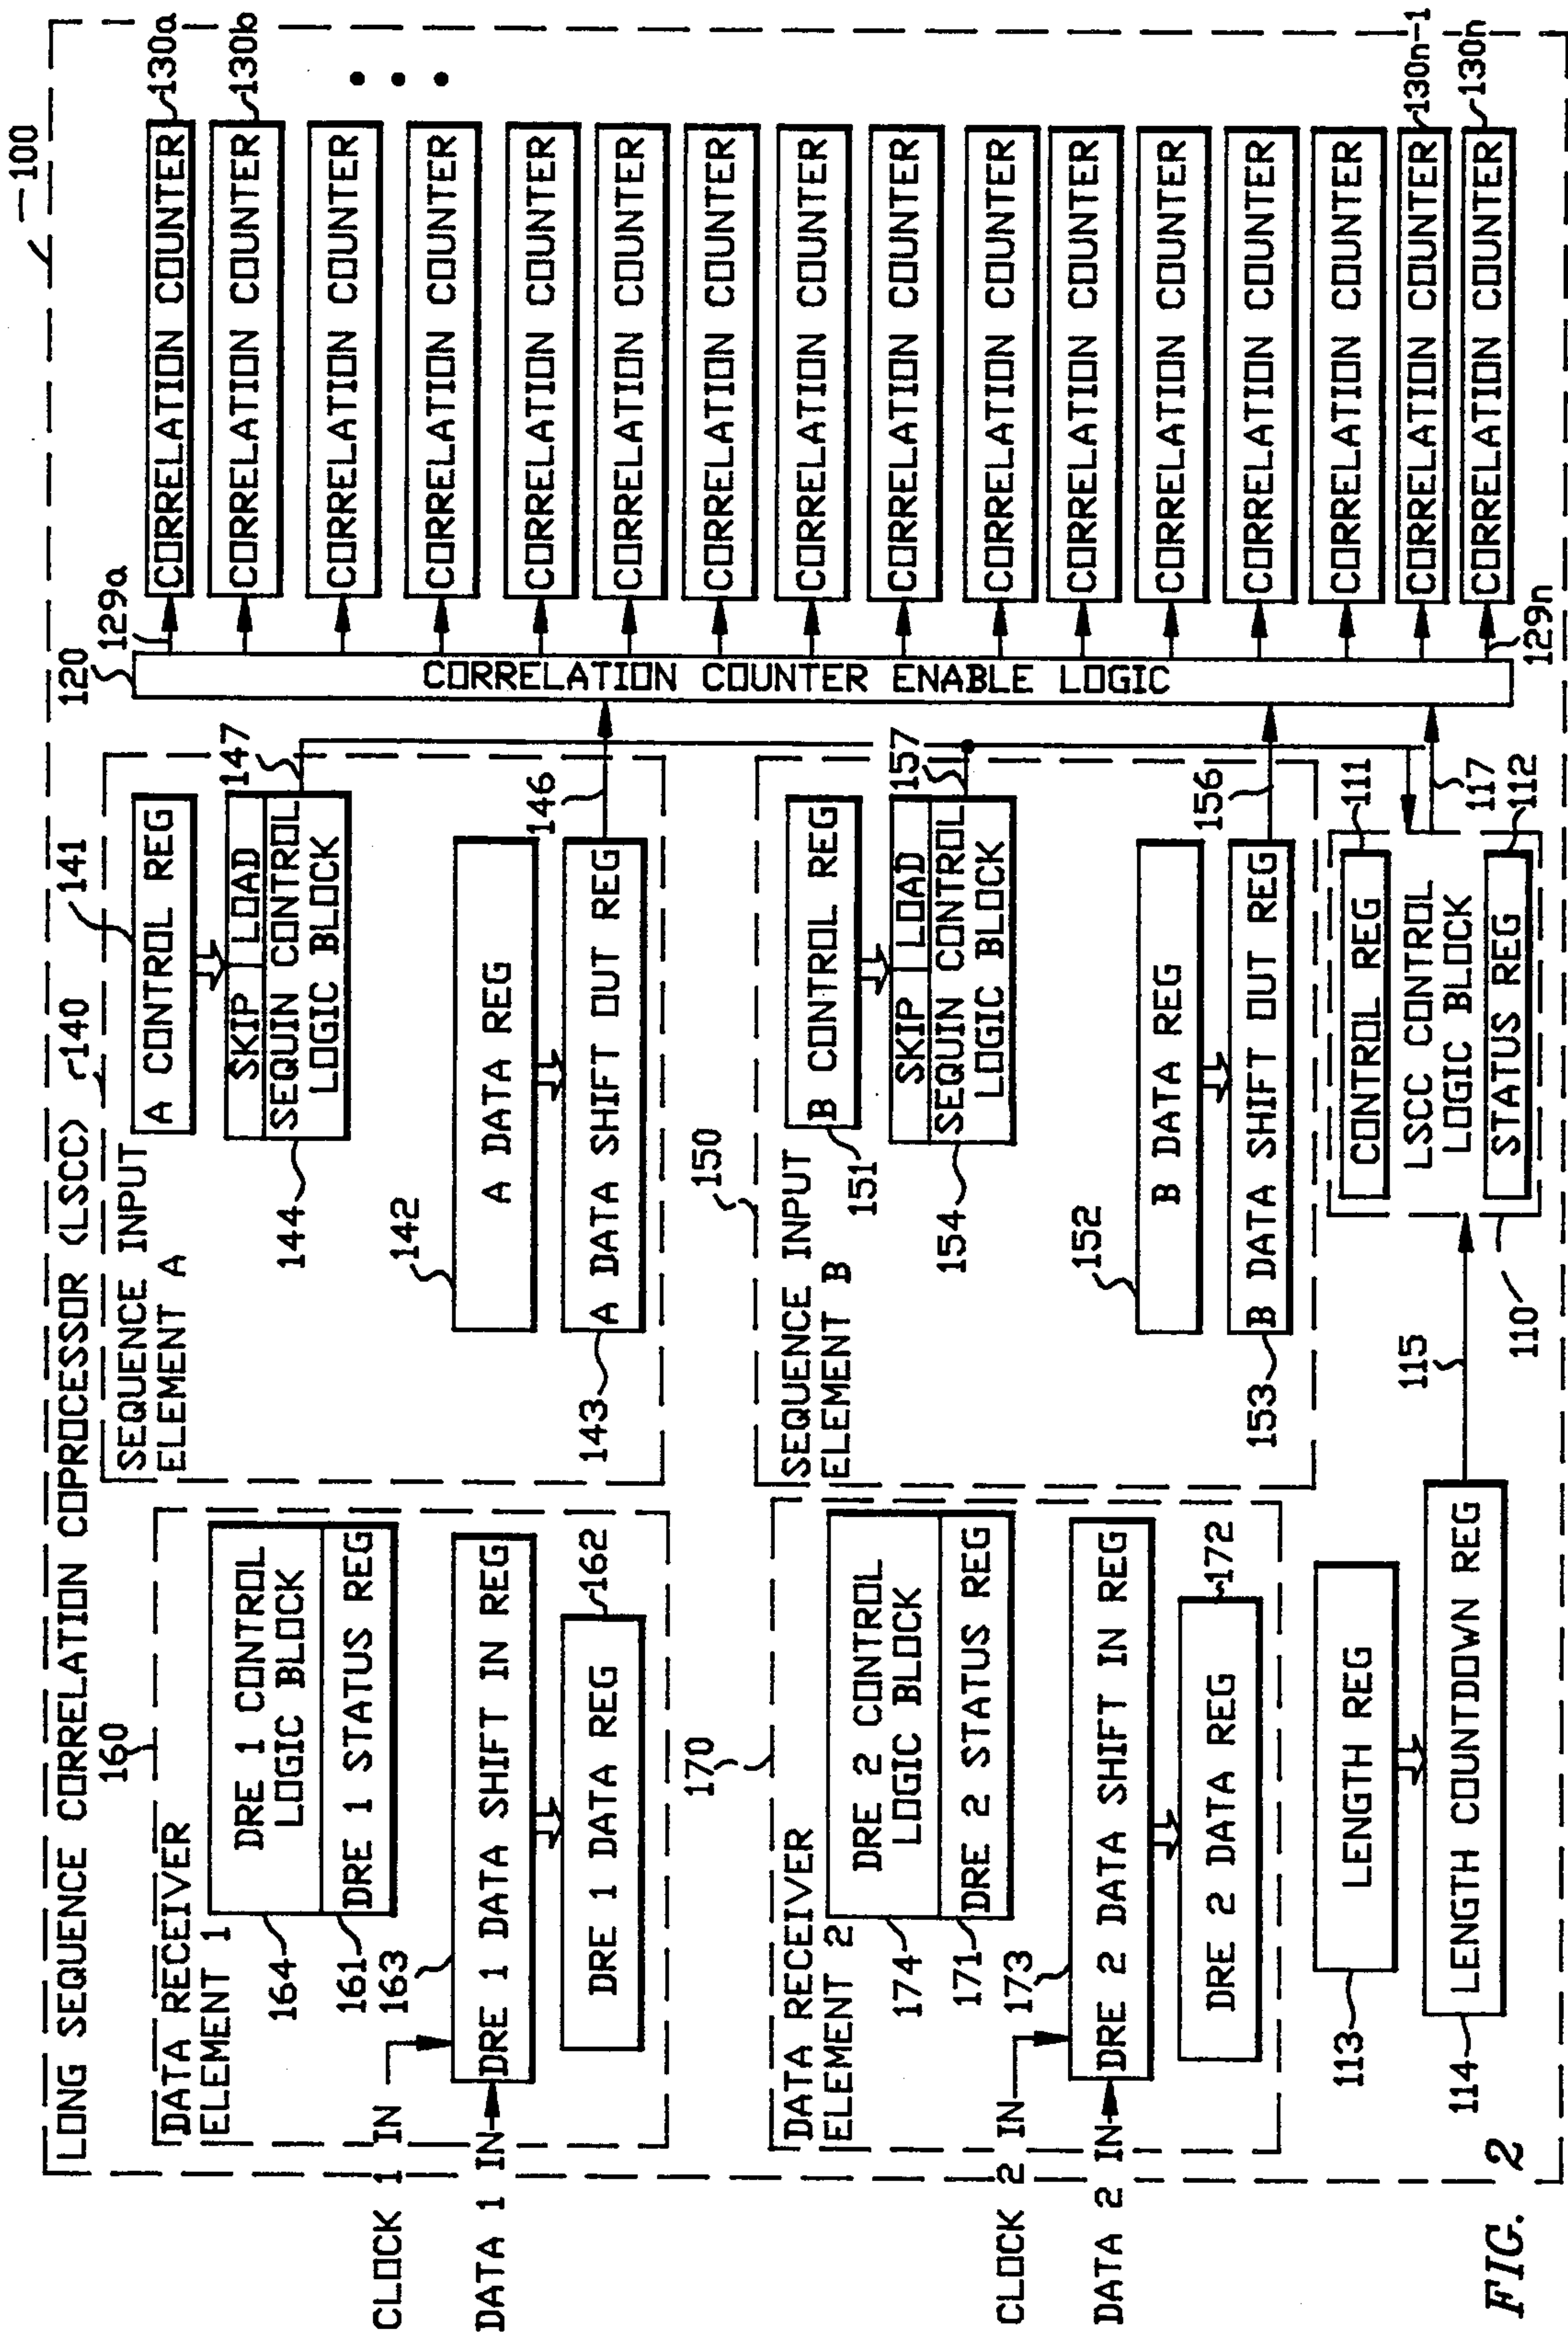 100
LONG SEQUENCE CORRELATION COPROCESSOR (LSCC)
160
DATA RECEIVER
ELEMENT 1
DRE 1 CONTROL
LOGIC BLOCK
164
DRE 1 STATUS REG
161
163
CLOCK 1 IN
DRE 1 DATA SHIFT IN REG
DATA 1 IN
DRE 1 DATA REG
162
140
SEQUENCE INPUT
ELEMENT A
141
A CONTROL REG
SKIP LOAD
SEQUIN CONTROL
LOGIC BLOCK
147
144
142
A DATA REG
A DATA SHIFT OUT REG
143
146
170
DATA RECEIVER
ELEMENT 2
DRE 2 CONTROL
LOGIC BLOCK
174
DRE 2 STATUS REG
171
173
CLOCK 2 IN
DRE 2 DATA SHIFT IN REG
DATA 2 IN
DRE 2 DATA REG
172
150
SEQUENCE INPUT
ELEMENT B
B CONTROL REG
151
SKIP LOAD
SEQUIN CONTROL
LOGIC BLOCK
157
154
152
B DATA REG
B DATA SHIFT OUT REG
153
156
LENGTH REG
113
LENGTH COUNTDOWN REG
114
115
CONTROL REG
111
LSCC CONTROL
LOGIC BLOCK
STATUS REG
112
110
117
120
CORRELATION COUNTER ENABLE LOGIC
129a
129n
CORRELATION COUNTER
130a
CORRELATION COUNTER
130b
CORRELATION COUNTER
CORRELATION COUNTER
CORRELATION COUNTER
CORRELATION COUNTER
CORRELATION COUNTER
CORRELATION COUNTER
CORRELATION COUNTER
CORRELATION COUNTER
CORRELATION COUNTER
CORRELATION COUNTER
CORRELATION COUNTER
CORRELATION COUNTER
CORRELATION COUNTER
130n-1
CORRELATION COUNTER
130n
FIG. 2